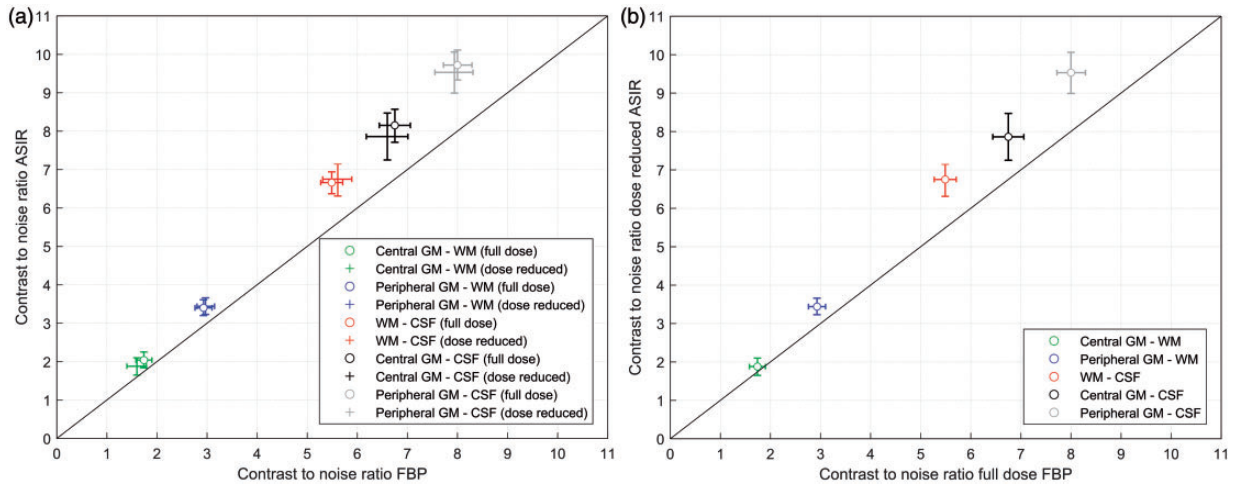 (a)
11
10
9
8
7
6
5
4
3
2
1
0
Contrast to noise ratio ASIR
Central GM - WM (full dose)
Central GM - WM (dose reduced)
Peripheral GM - WM (full dose)
Peripheral GM - WM (dose reduced)
WM - CSF (full dose)
WM - CSF (dose reduced)
Central GM - CSF (full dose)
Central GM - CSF (dose reduced)
Peripheral GM - CSF (full dose)
Peripheral GM - CSF (dose reduced)
0 1 2 3 4 5 6 7 8 9 10 11
Contrast to noise ratio FBP
(b)
11
10
9
8
7
6
5
4
3
2
1
0
Contrast to noise ratio dose reduced ASIR
Central GM - WM
Peripheral GM - WM
WM - CSF
Central GM - CSF
Peripheral GM - CSF
0 1 2 3 4 5 6 7 8 9 10 11
Contrast to noise ratio full dose FBP